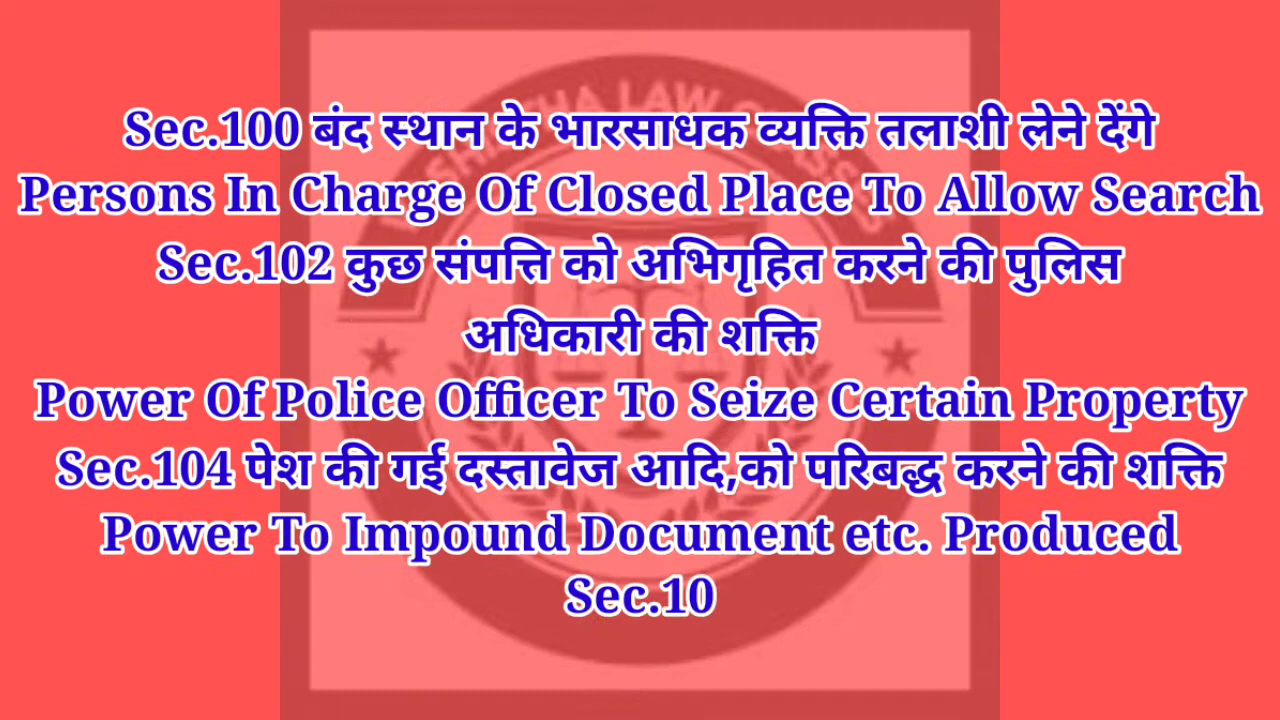 Sec.100 बंद स्थान के भारसाधक व्यक्ति तलाशी लेने देंगे
Persons In Charge Of Closed Place To Allow Search
Sec.102 कुछ संपत्ति को अभिगृहित करने की पुलिस
अधिकारी की शक्ति
Power Of Police Officer To Seize Certain Property
Sec.104 पेश की गई दस्तावेज आदि,को परिबद्ध करने की शक्ति
Power To Impound Document etc. Produced
Sec.10